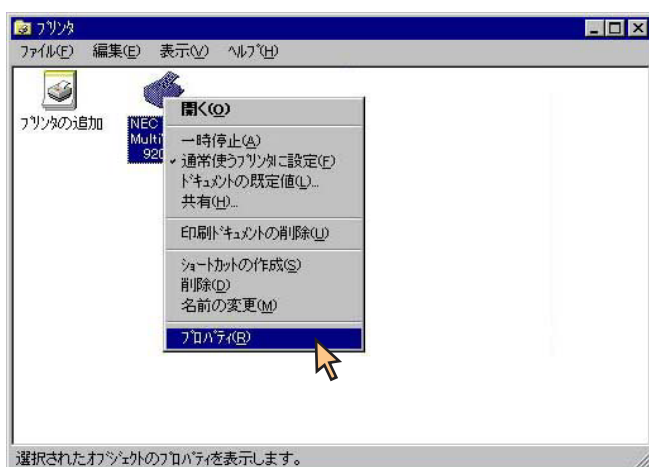 プリンタ
ファイル(F) 編集(E) 表示(V) ヘルプ(H)
プリンタの追加
NEC
Multi
920
開く(O)
一時停止(A)
通常使うプリンタに設定(F)
ドキュメントの既定値(L)...
共有(H)...
印刷ドキュメントの削除(U)
ショートカットの作成(S)
削除(D)
名前の変更(M)
プロパティ(R)
選択されたオブジェクトのプロパティを表示します。